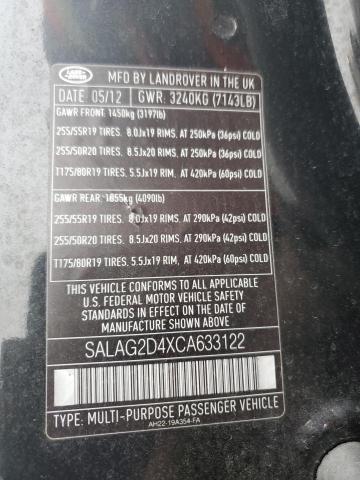 LAND ROVER
MFD BY LANDROVER IN THE UK
DATE 05/12 GWR: 3240KG (7143LB)
GAWR FRONT: 1450kg (3197lb)
255/55R19 TIRES. 8.0Jx19 RIMS, AT 250kPa (36psi) COLD
255/50R20 TIRES. 8.5Jx20 RIMS, AT 250kPa (36psi) COLD
T175/80R19 TIRES. 5.5Jx19 RIM, AT 420kPa (60psi) COLD
GAWR REAR: 1855kg (4090lb)
255/55R19 TIRES. 8.0Jx19 RIMS, AT 290kPa (42psi) COLD
255/50R20 TIRES. 8.5Jx20 RIMS, AT 290kPa (42psi) COLD
T175/80R19 TIRES. 5.5Jx19 RIM, AT 420kPa (60psi) COLD
THIS VEHICLE CONFORMS TO ALL APPLICABLE
U.S. FEDERAL MOTOR VEHICLE SAFETY
STANDARDS IN EFFECT ON THE DATE OF
MANUFACTURE SHOWN ABOVE.
SALAG2D4XCA633122
TYPE: MULTI-PURPOSE PASSENGER VEHICLE
AH22-19A354-FA